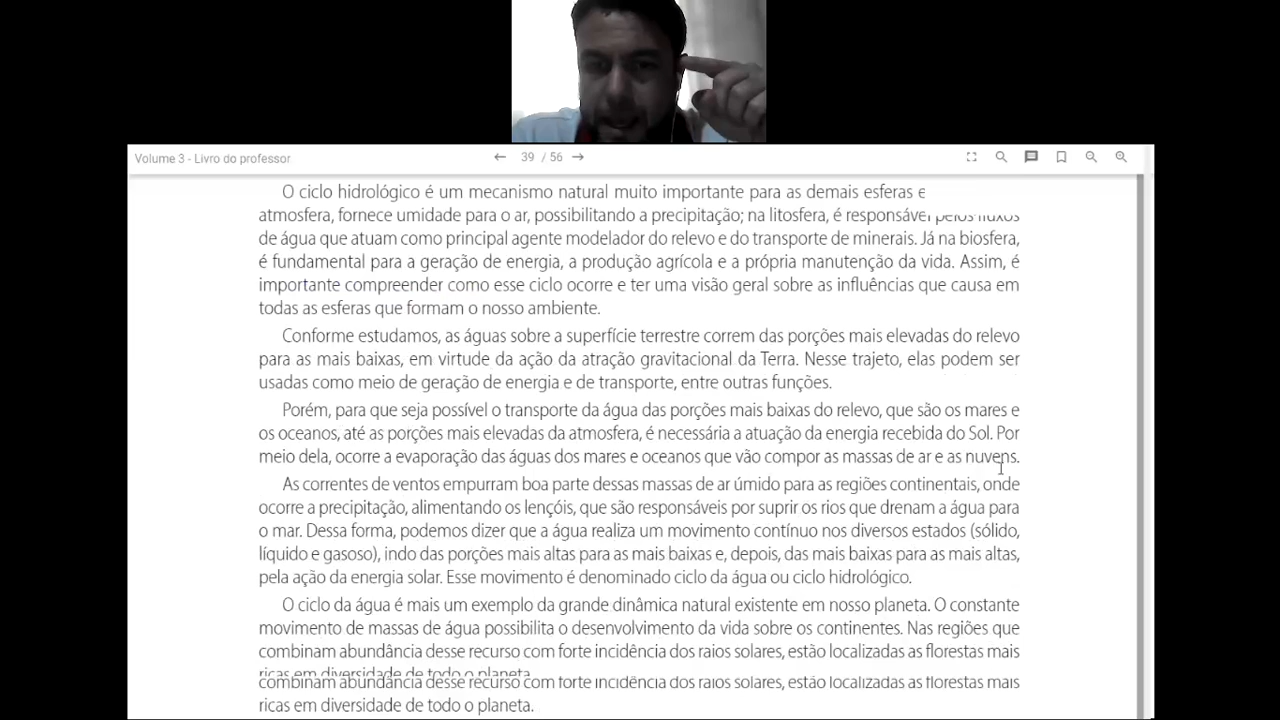 Volume 3 - Livro do professor
39 / 56
O ciclo hidrológico é um mecanismo natural muito importante para as demais esferas e
atmosfera, fornece umidade para o ar, possibilitando a precipitação; na litosfera, é responsável pelos fluxos
de água que atuam como principal agente modelador do relevo e do transporte de minerais. Já na biosfera,
é fundamental para a geração de energia, a produção agrícola e a própria manutenção da vida. Assim, é
importante compreender como esse ciclo ocorre e ter uma visão geral sobre as influências que causa em
todas as esferas que formam o nosso ambiente.
Conforme estudamos, as águas sobre a superfície terrestre correm das porções mais elevadas do relevo
para as mais baixas, em virtude da ação da atração gravitacional da Terra. Nesse trajeto, elas podem ser
usadas como meio de geração de energia e de transporte, entre outras funções.
Porém, para que seja possível o transporte da água das porções mais baixas do relevo, que são os mares e
os oceanos, até as porções mais elevadas da atmosfera, é necessária a atuação da energia recebida do Sol. Por
meio dela, ocorre a evaporação das águas dos mares e oceanos que vão compor as massas de ar e as nuvens.
As correntes de ventos empurram boa parte dessas massas de ar úmido para as regiões continentais, onde
ocorre a precipitação, alimentando os lençóis, que são responsáveis por suprir os rios que drenam a água para
o mar. Dessa forma, podemos dizer que a água realiza um movimento contínuo nos diversos estados (sólido,
líquido e gasoso), indo das porções mais altas para as mais baixas e, depois, das mais baixas para as mais altas,
pela ação da energia solar. Esse movimento é denominado ciclo da água ou ciclo hidrológico.
O ciclo da água é mais um exemplo da grande dinâmica natural existente em nosso planeta. O constante
movimento de massas de água possibilita o desenvolvimento da vida sobre os continentes. Nas regiões que
combinam abundância desse recurso com forte incidência dos raios solares, estão localizadas as florestas mais
ricas em diversidade de todo o planeta.
combinam abundância desse recurso com forte incidência dos raios solares, estão localizadas as florestas mais
ricas em diversidade de todo o planeta.